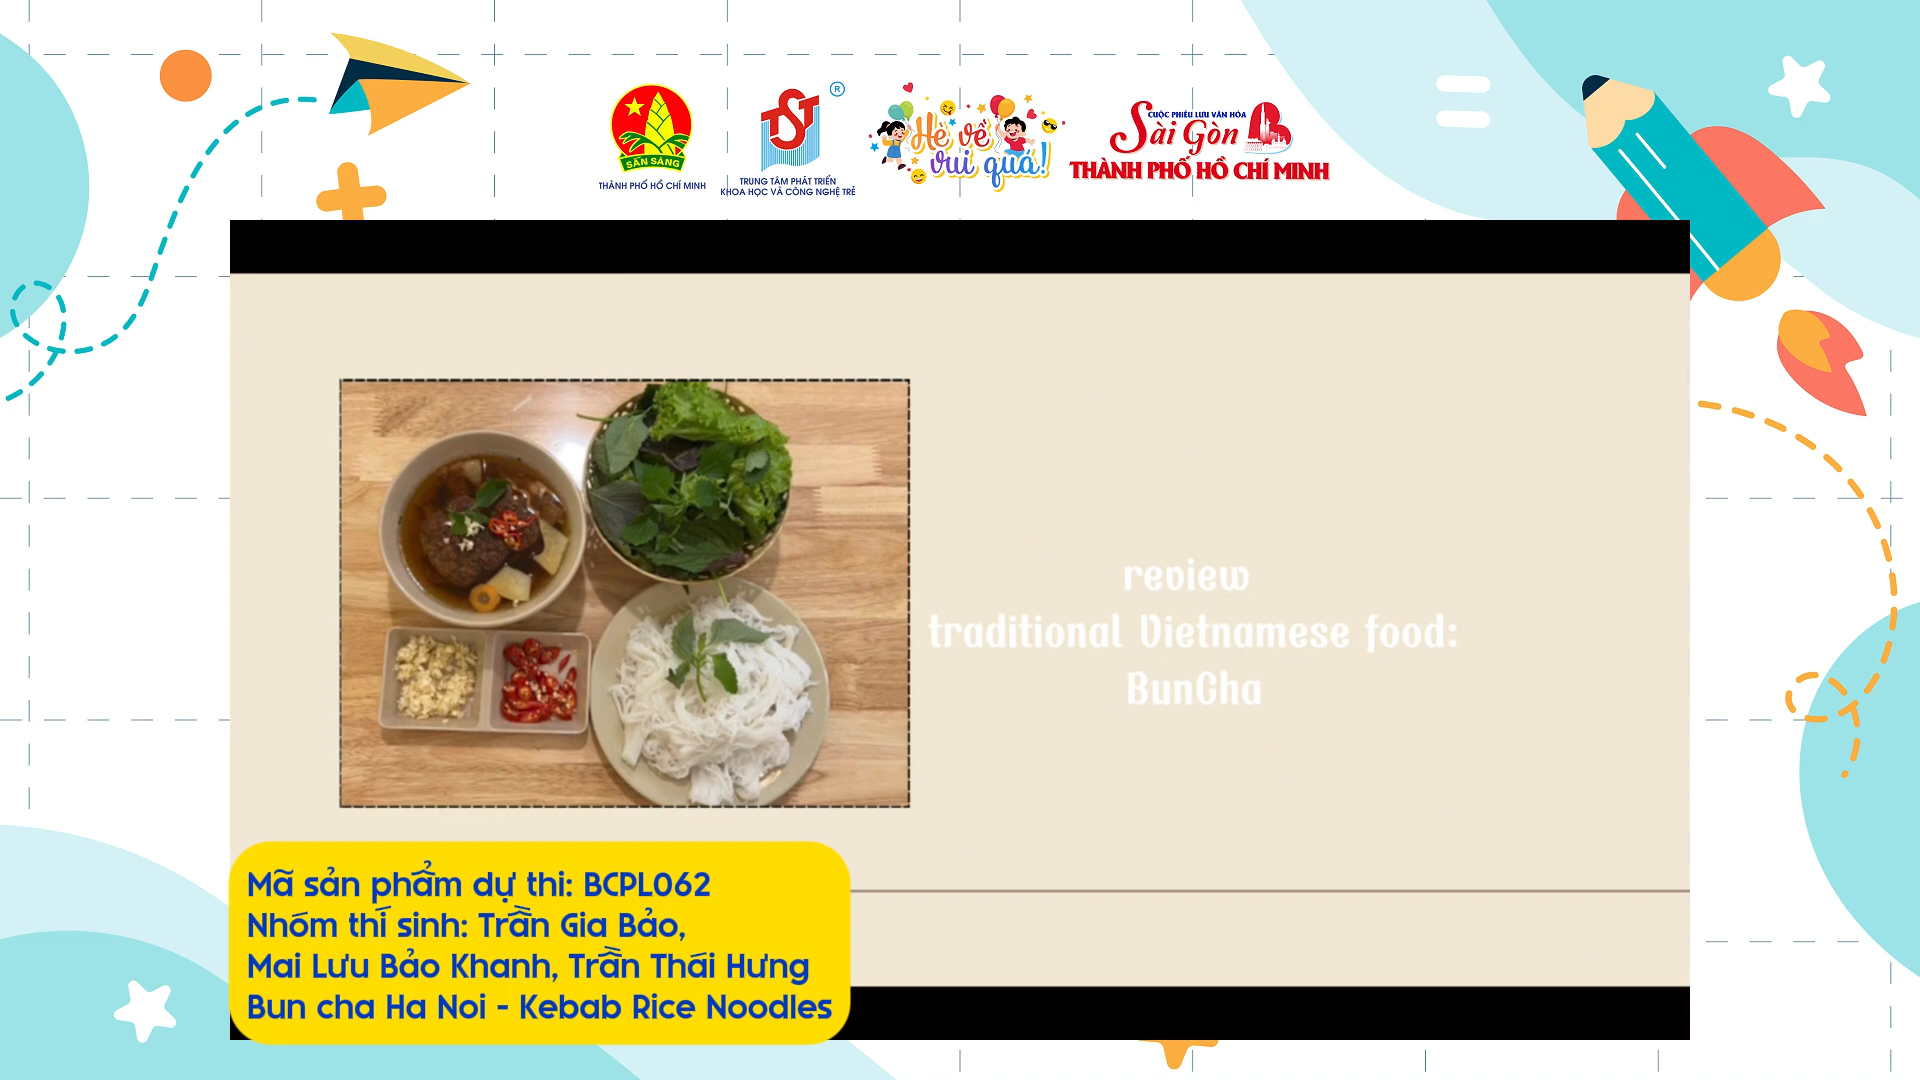 SẴN SÀNG
THÀNH PHỐ HỒ CHÍ MINH
TST
®
TRUNG TÂM PHÁT TRIỂN
KHOA HỌC VÀ CÔNG NGHỆ TRẺ
Hè về
vui quá!
CUỘC PHIÊU LƯU VĂN HÓA
Sài Gòn
THÀNH PHỐ HỒ CHÍ MINH
review
traditional Vietnamese food:
BunCha
Mã sản phẩm dự thi: BCPL062
Nhóm thí sinh: Trần Gia Bảo,
Mai Lưu Bảo Khanh, Trần Thái Hưng
Bun cha Ha Noi - Kebab Rice Noodles